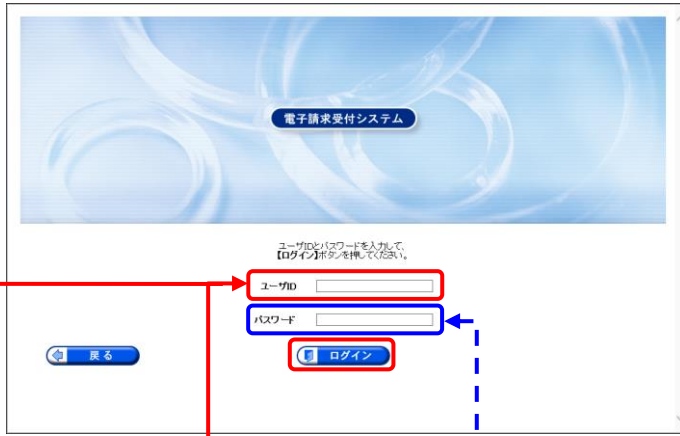 電子請求受付システム
ユーザIDとパスワードを入力して、
【ログイン】ボタンを押してください。
ユーザID
パスワード
戻る
ログイン